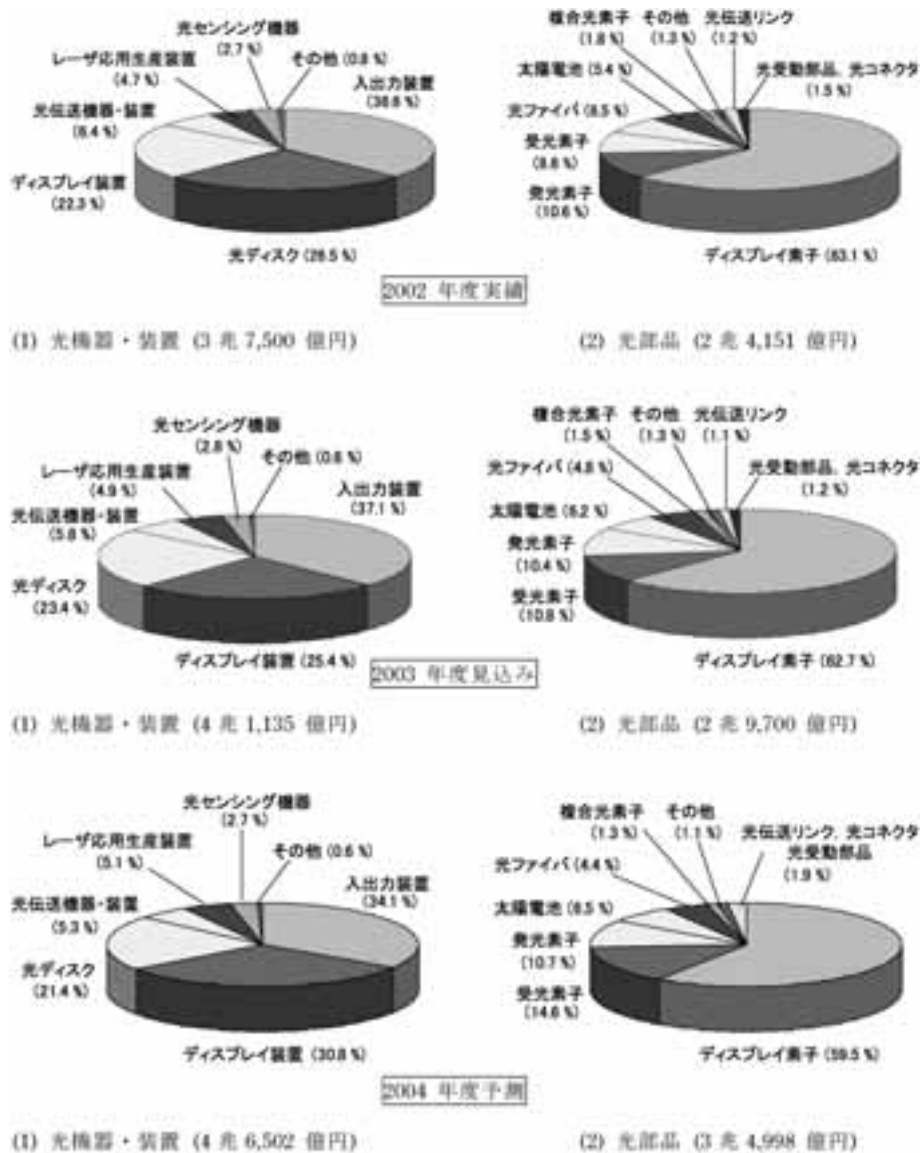 光センシング機器
(2.7 %)
その他 (0.8 %)
レーザ応用生産装置
(4.7 %)
入出力装置
(36.6 %)
光伝送機器・装置
(6.4 %)
ディスプレイ装置
(22.3 %)
光ディスク (26.5 %)
複合光素子
(1.8 %)
その他
(1.3 %)
光伝送リンク
(1.2 %)
太陽電池 (5.4 %)
光受動部品、光コネクタ
(1.5 %)
光ファイバ (6.5 %)
受光素子
(8.6 %)
発光素子
(10.6 %)
ディスプレイ素子 (63.1 %)
2002 年度実績
(1) 光機器・装置 (3 兆 7,500 億円)
(2) 光部品 (2 兆 4,151 億円)
光センシング機器
(2.8 %)
その他 (0.6 %)
レーザ応用生産装置
(4.9 %)
入出力装置
(37.1 %)
光伝送機器・装置
(5.8 %)
光ディスク
(23.4 %)
ディスプレイ装置 (25.4 %)
複合光素子
(1.5 %)
その他
(1.3 %)
光伝送リンク
(1.1 %)
光ファイバ (4.8 %)
光受動部品、光コネクタ
(1.2 %)
太陽電池 (6.2 %)
発光素子
(10.4 %)
受光素子
(10.8 %)
ディスプレイ素子 (62.7 %)
2003 年度見込み
(1) 光機器・装置 (4 兆 1,135 億円)
(2) 光部品 (2 兆 9,700 億円)
光センシング機器
(2.7 %)
その他 (0.6 %)
レーザ応用生産装置
(5.1 %)
入出力装置
(34.1 %)
光伝送機器・装置
(5.3 %)
光ディスク
(21.4 %)
ディスプレイ装置 (30.8 %)
複合光素子
(1.3 %)
その他
(1.1 %)
光伝送リンク、光コネクタ
光受動部品
(1.9 %)
光ファイバ (4.4 %)
太陽電池 (6.5 %)
発光素子
(10.7 %)
受光素子
(14.6 %)
ディスプレイ素子 (59.5 %)
2004 年度予測
(1) 光機器・装置 (4 兆 6,502 億円)
(2) 光部品 (3 兆 4,998 億円)